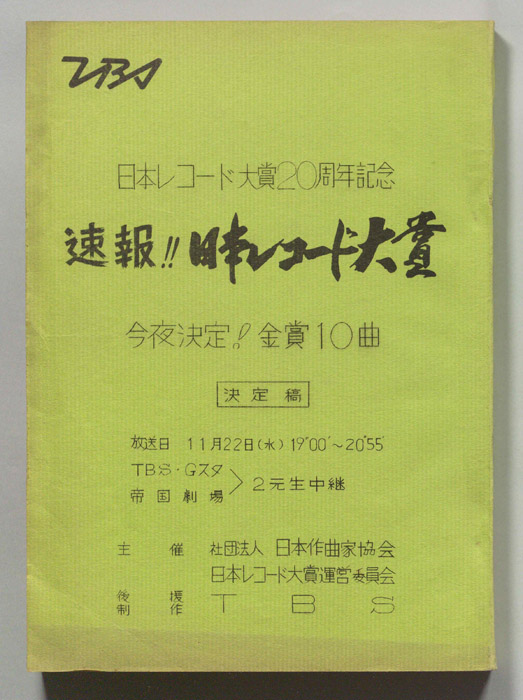 TBS
日本レコード大賞20周年記念
速報!!日本レコード大賞
今夜決定!金賞10曲
決定稿
放送日 11月22日(水)19°00'~20°55'
TBS・Gスタ
帝国劇場
>2元生中継
主催 社団法人 日本作曲家協会
日本レコード大賞運営委員会
後援
制作 TBS